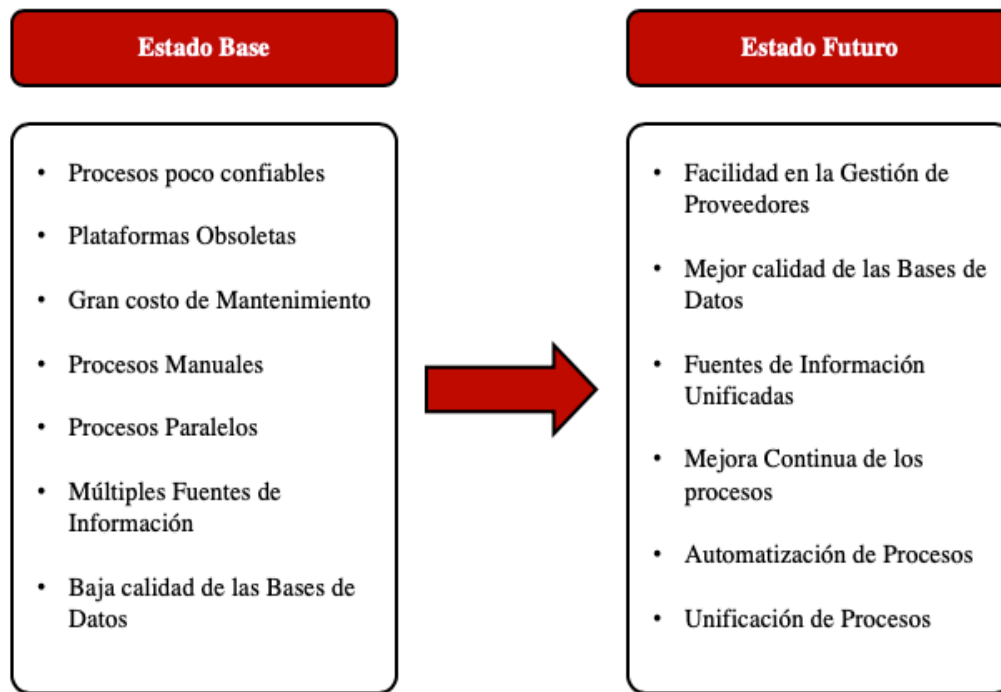 Estado Base
• Procesos poco confiables
• Plataformas Obsoletas
• Gran costo de Mantenimiento
• Procesos Manuales
• Procesos Paralelos
• Múltiples Fuentes de
Información
• Baja calidad de las Bases de
Datos
Estado Futuro
• Facilidad en la Gestión de
Proveedores
• Mejor calidad de las Bases de
Datos
• Fuentes de Información
Unificadas
• Mejora Continua de los
procesos
• Automatización de Procesos
• Unificación de Procesos